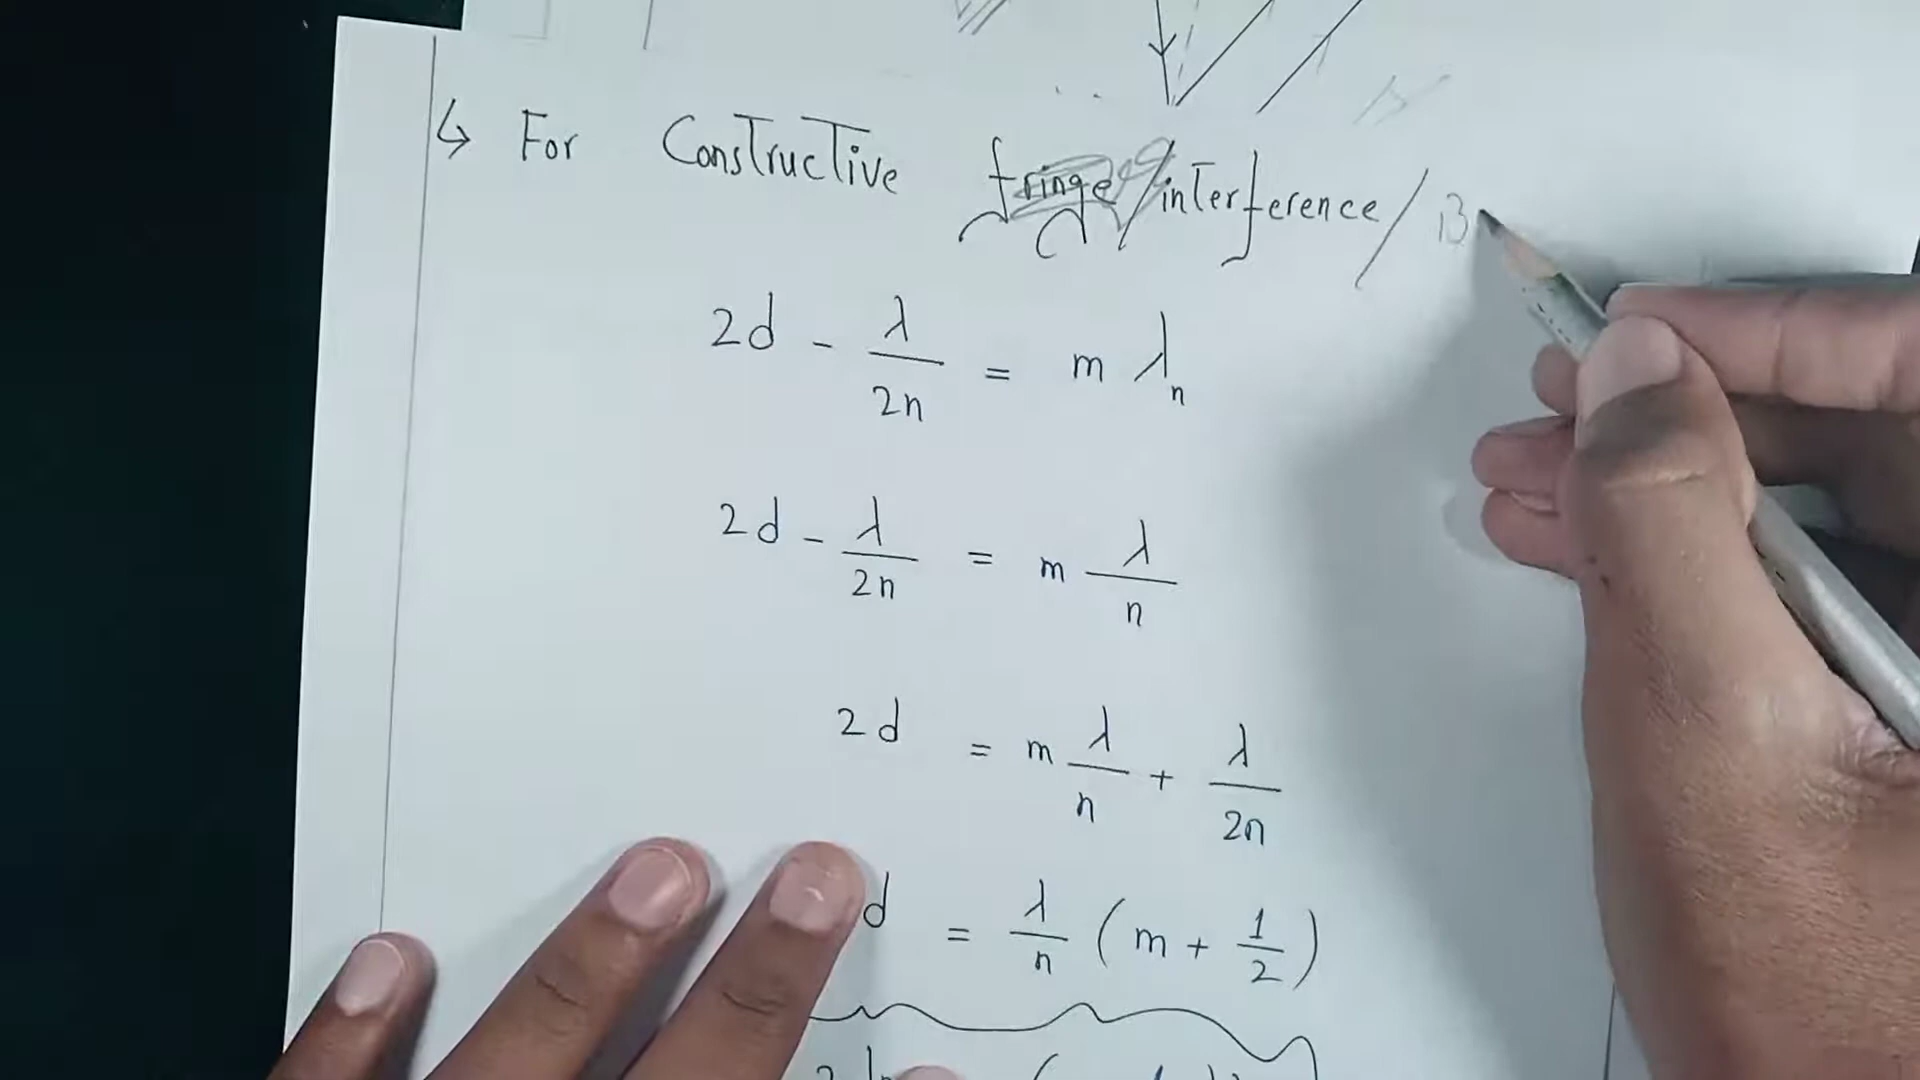 ↳ For Constructive fringe / interference / B
2d - λ/2n = m λₙ
2d - λ/2n = m λ/n
2d = m λ/n + λ/2n
d = λ/n (m + 1/2)